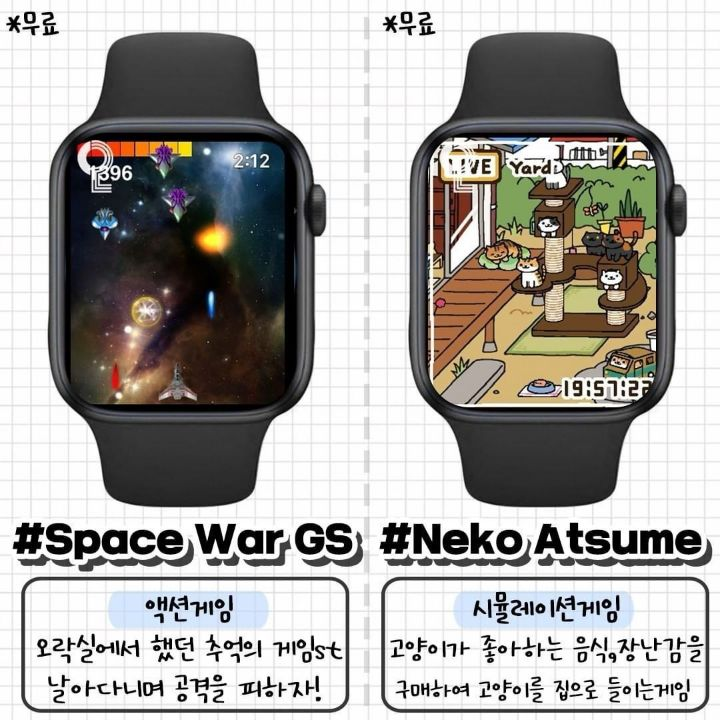 *무료
1396
2:12
#Space War GS
액션게임
오락실에서 했던 추억의 게임st
날아다니며 공격을 피하자!
*무료
LIVE Yard
19:57:22
#Neko Atsume
시뮬레이션게임
고양이가 좋아하는 음식,장난감을
구매하여 고양이를 집으로 들이는게임